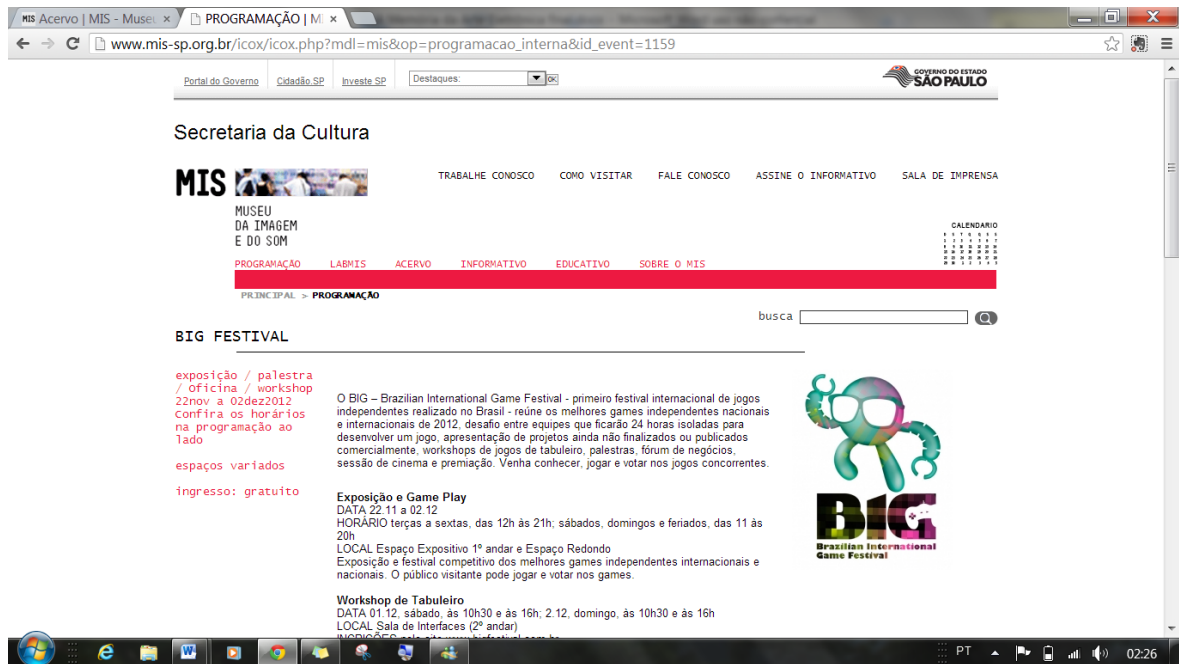 MIS Acervo | MIS - Museu
PROGRAMAÇÃO | M
www.mis-sp.org.br/icox/icox.php?mdl=mis&op=programacao_interna&id_event=1159
Portal do Governo Cidadão.SP Investe SP Destaques: OK GOVERNO DO ESTADO
SÃO PAULO
Secretaria da Cultura
MIS
TRABALHE CONOSCO COMO VISITAR FALE CONOSCO ASSINE O INFORMATIVO SALA DE IMPRENSA
MUSEU
DA IMAGEM
E DO SOM
CALENDARIO
PROGRAMAÇÃO LABMIS ACERVO INFORMATIVO EDUCATIVO SOBRE O MIS
PRINCIPAL > PROGRAMAÇÃO
busca
BIG FESTIVAL
exposição / palestra
/ oficina / workshop
22nov a 02dez2012
Confira os horários
na programação ao
lado
espaços variados
ingresso: gratuito
O BIG – Brazilian International Game Festival - primeiro festival internacional de jogos
independentes realizado no Brasil - reúne os melhores games independentes nacionais
e internacionais de 2012, desafio entre equipes que ficarão 24 horas isoladas para
desenvolver um jogo, apresentação de projetos ainda não finalizados ou publicados
comercialmente, workshops de jogos de tabuleiro, palestras, fórum de negócios,
sessão de cinema e premiação. Venha conhecer, jogar e votar nos jogos concorrentes.
Exposição e Game Play
DATA 22.11 a 02.12
HORÁRIO terças a sextas, das 12h às 21h; sábados, domingos e feriados, das 11 às
20h
LOCAL Espaço Expositivo 1º andar e Espaço Redondo
Exposição e festival competitivo dos melhores games independentes internacionais e
nacionais. O público visitante pode jogar e votar nos games.
Workshop de Tabuleiro
DATA 01.12, sábado, às 10h30 e às 16h; 2.12, domingo, às 10h30 e às 16h
LOCAL Sala de Interfaces (2º andar)
BIG
Brazilian International
Game Festival
PT 02:26